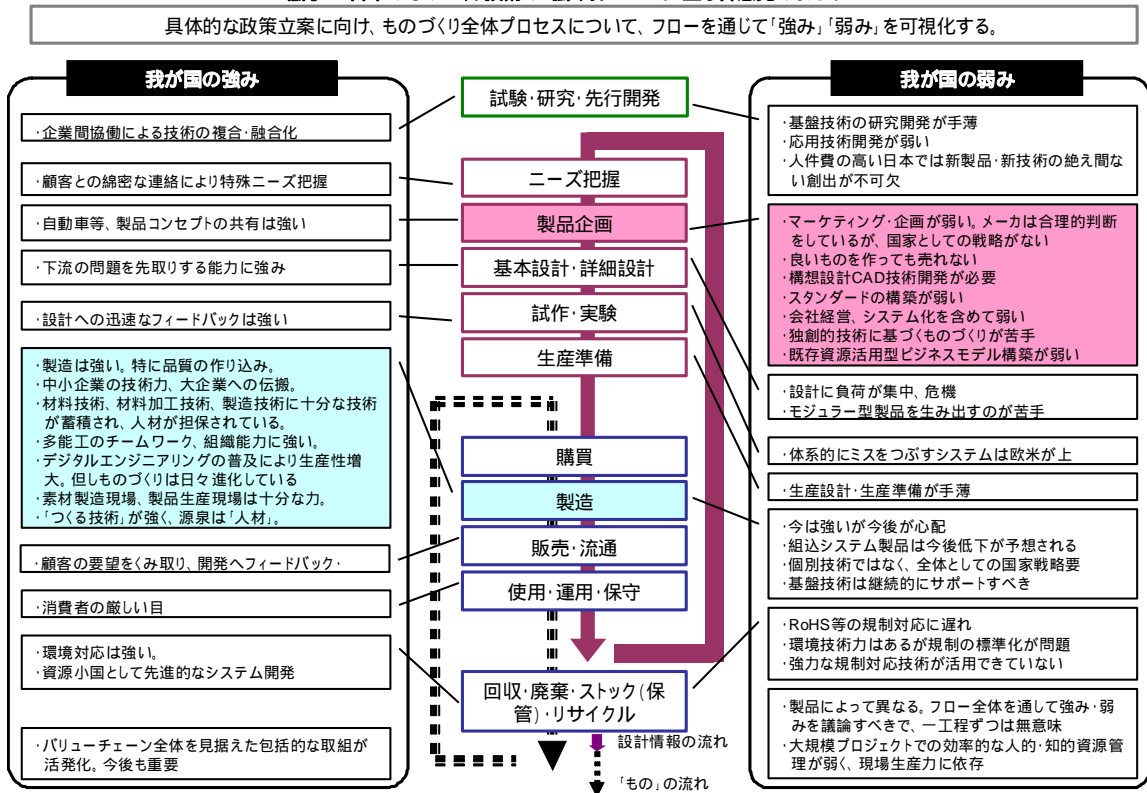 具体的な政策立案に向け、ものづくり全体プロセスについて、フローを通じて「強み」「弱み」を可視化する。
我が国の強み
・企業間協働による技術の複合・融合化
・顧客との綿密な連絡により特殊ニーズ把握
・自動車等、製品コンセプトの共有は強い
・下流の問題を先取りする能力に強み
・設計への迅速なフィードバックは強い
・製造は強い。特に品質の作り込み。
・中小企業の技術力、大企業への伝搬。
・材料技術、材料加工技術、製造技術に十分な技術
が蓄積され、人材が担保されている。
・多能工のチームワーク、組織能力に強い。
・デジタルエンジニアリングの普及により生産性増
大。但しものづくりは日々進化している
・素材製造現場、製品生産現場は十分な力。
・「つくる技術」が強く、源泉は「人材」。
・顧客の要望をくみ取り、開発へフィードバック・
・消費者の厳しい目
・環境対応は強い。
・資源小国として先進的なシステム開発
・バリューチェーン全体を見据えた包括的な取組が
活発化。今後も重要
試験・研究・先行開発
ニーズ把握
製品企画
基本設計・詳細設計
試作・実験
生産準備
購買
製造
販売・流通
使用・運用・保守
回収・廃棄・ストック(保
管)・リサイクル
設計情報の流れ
「もの」の流れ
我が国の弱み
・基盤技術の研究開発が手薄
・応用技術開発が弱い
・人件費の高い日本では新製品・新技術の絶え間な
い創出が不可欠
・マーケティング・企画が弱い。メーカは合理的判断
をしているが、国家としての戦略がない
・良いものを作っても売れない
・構想設計CAD技術開発が必要
・スタンダードの構築が弱い
・会社経営、システム化を含めて弱い
・独創的技術に基づくものづくりが苦手
・既存資源活用型ビジネスモデル構築が弱い
・設計に負荷が集中、危機
・モジュラー型製品を生み出すのが苦手
・体系的にミスをつぶすシステムは欧米が上
・生産設計・生産準備が手薄
・今は強いが今後が心配
・組込システム製品は今後低下が予想される
・個別技術ではなく、全体としての国家戦略要
・基盤技術は継続的にサポートすべき
・RoHS等の規制対応に遅れ
・環境技術力はあるが規制の標準化が問題
・強力な規制対応技術が活用できていない
・製品によって異なる。フロー全体を通して強み・弱
みを議論すべきで、一工程ずつは無意味
・大規模プロジェクトでの効率的な人的・知的資源管
理が弱く、現場生産力に依存